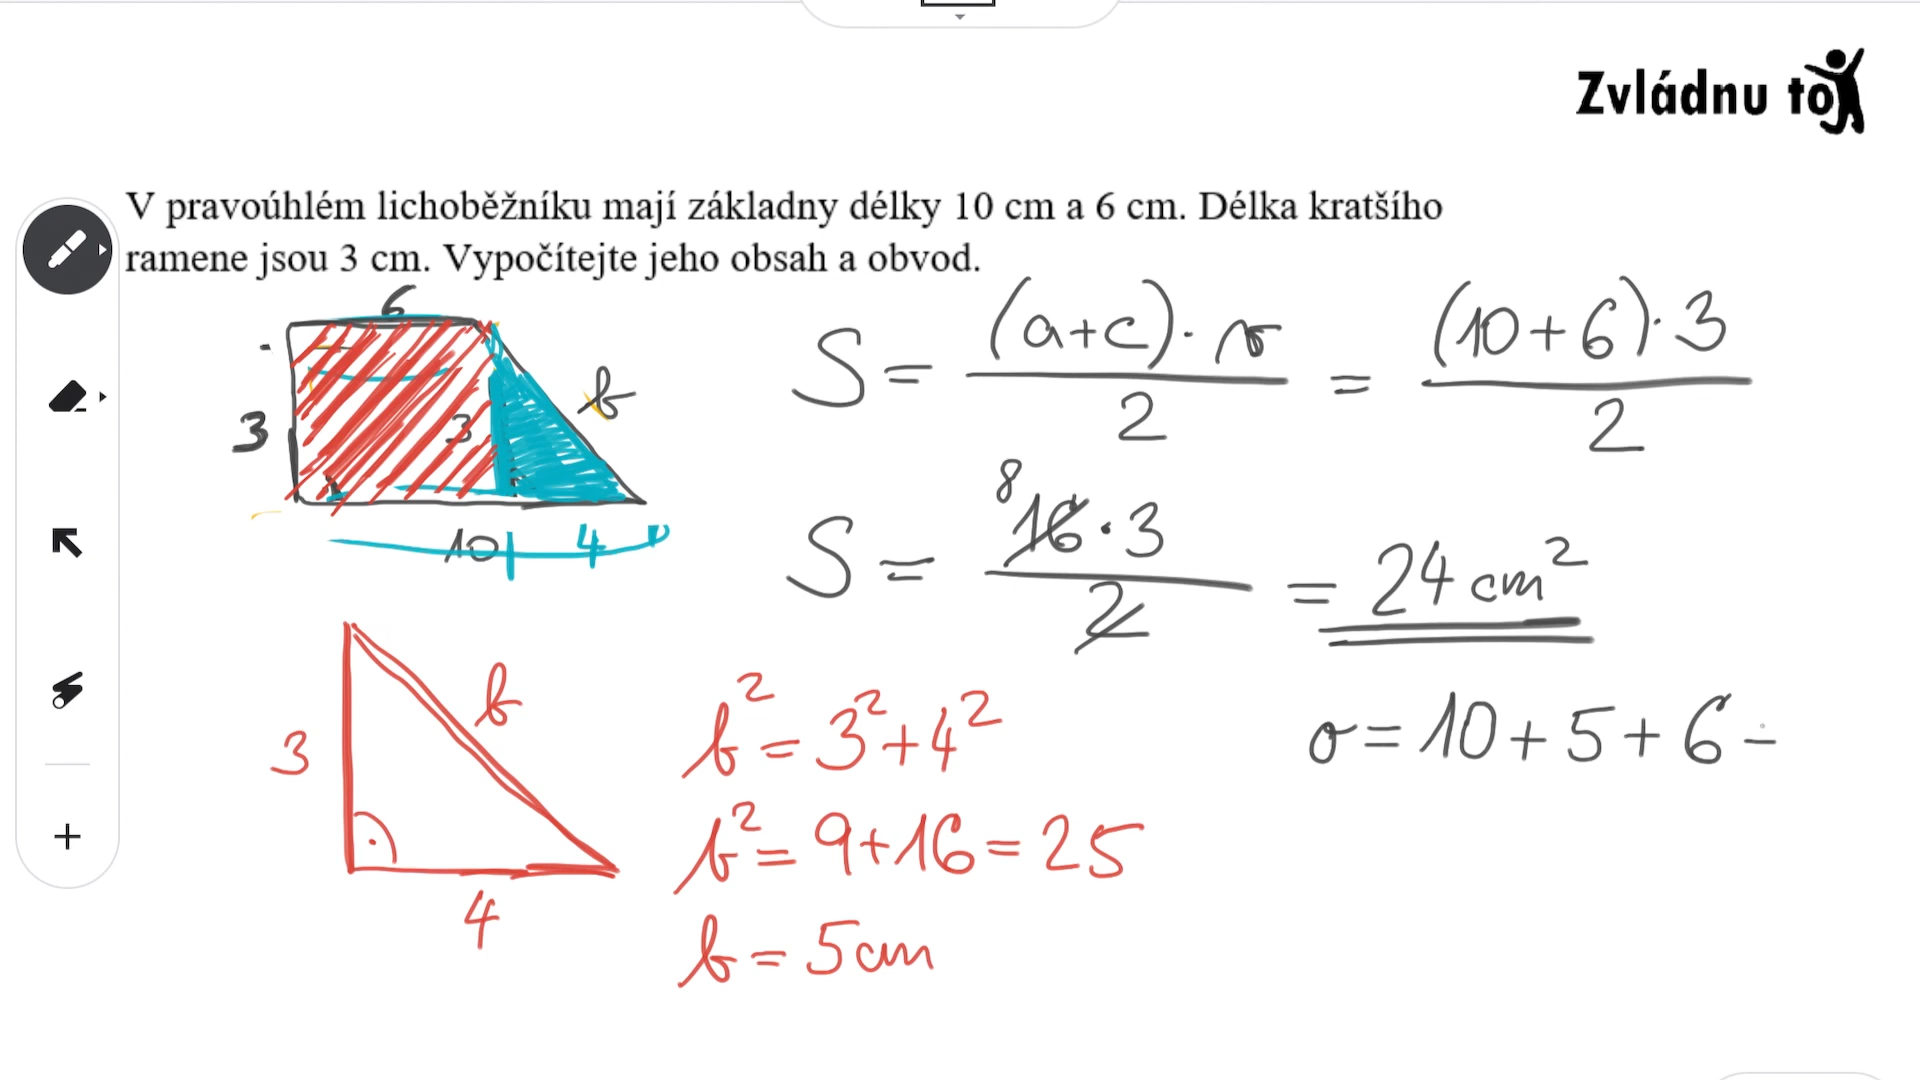 Zvládnu to
V pravoúhlém lichoběžníku mají základny délky 10 cm a 6 cm. Délka kratšího
ramene jsou 3 cm. Vypočítejte jeho obsah a obvod.
6
3
3
b
10
4
S = (a+c)·v / 2 = (10+6)·3 / 2
8
S = 16·3 / 2 = 24 cm²
3
b
4
b² = 3²+4²
b² = 9+16 = 25
b = 5cm
o = 10 + 5 + 6 -